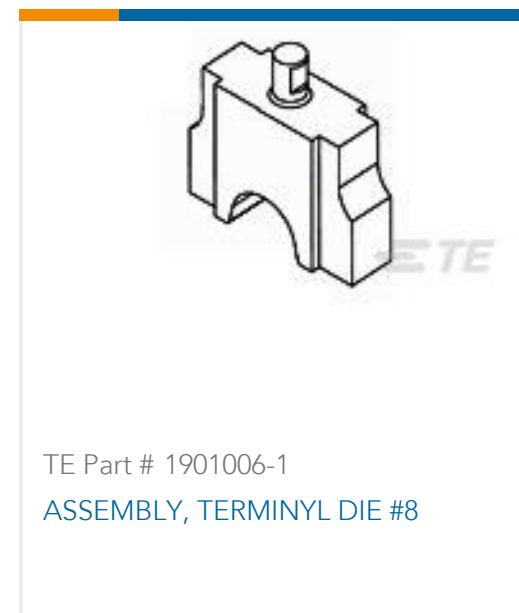 TE
TE Part # 1901006-1
ASSEMBLY, TERMINYL DIE #8